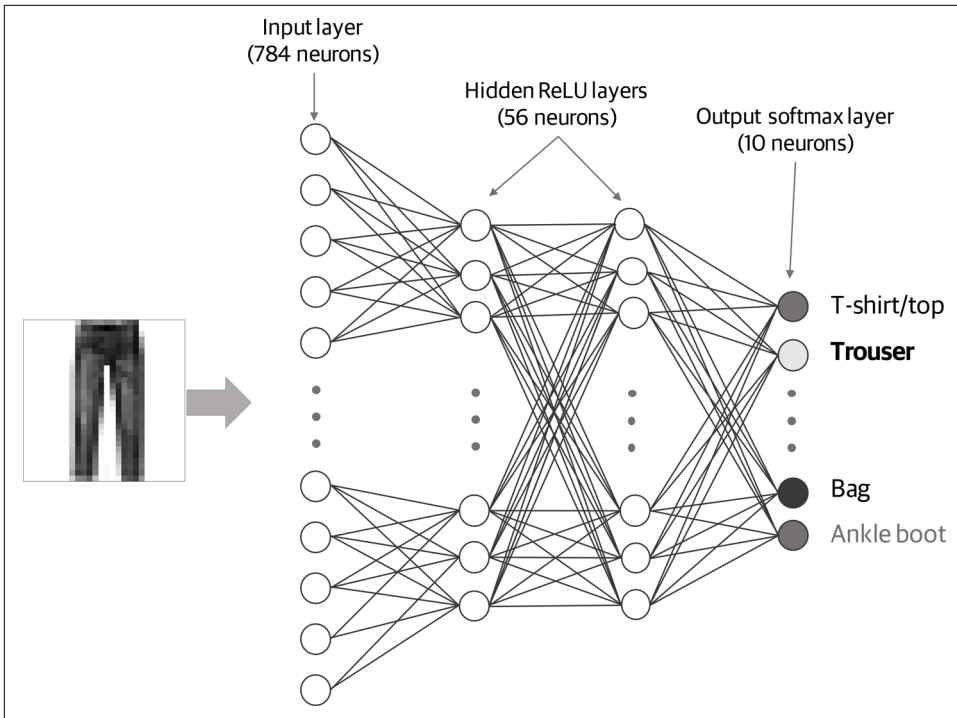 Input layer
(784 neurons)
Hidden ReLU layers
(56 neurons)
Output softmax layer
(10 neurons)
T-shirt/top
Trouser
Bag
Ankle boot